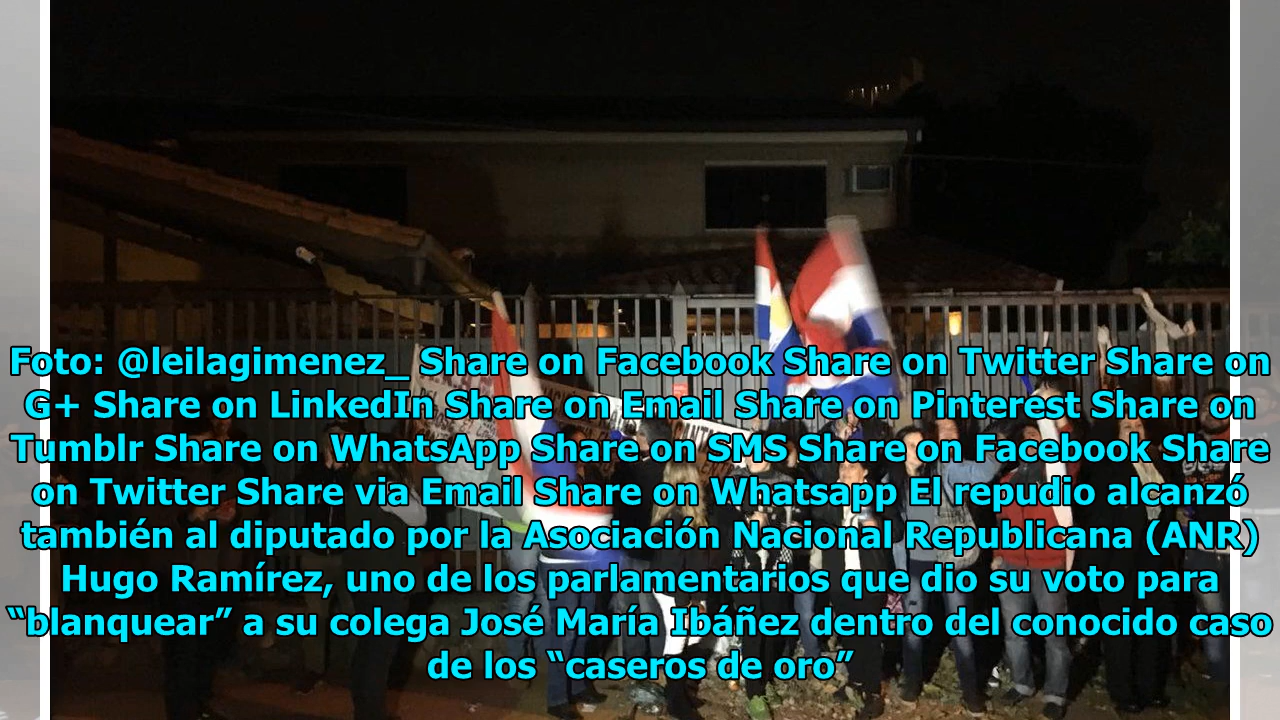 Foto: @leilagimenez_ Share on Facebook Share on Twitter Share on
G+ Share on LinkedIn Share on Email Share on Pinterest Share on
Tumblr Share on WhatsApp Share on SMS Share on Facebook Share
on Twitter Share via Email Share on Whatsapp El repudio alcanzó
también al diputado por la Asociación Nacional Republicana (ANR)
Hugo Ramírez, uno de los parlamentarios que dio su voto para
“blanquear” a su colega José María Ibáñez dentro del conocido caso
de los “caseros de oro”